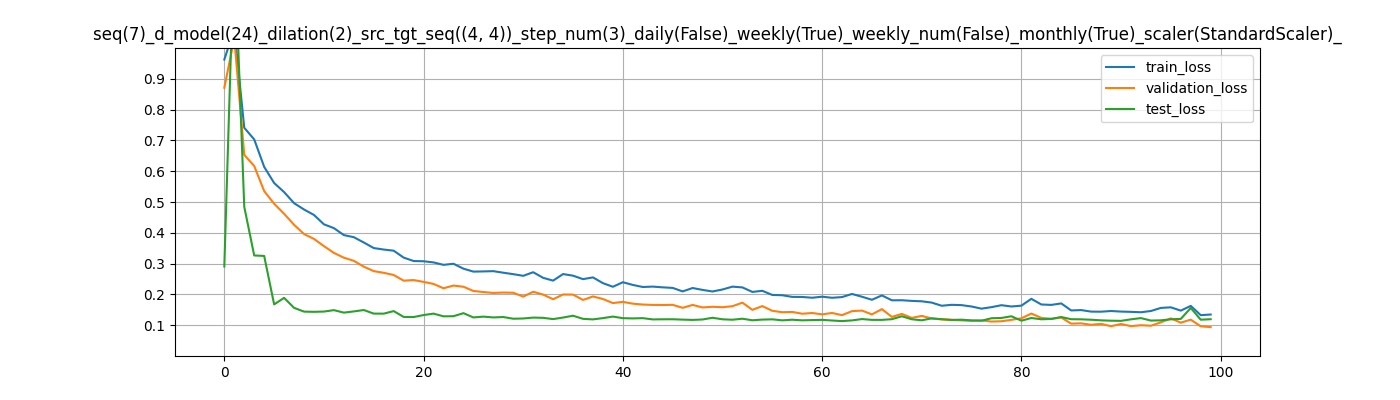 seq(7)_d_model(24)_dilation(2)_src_tgt_seq((4, 4))_step_num(3)_daily(False)_weekly(True)_weekly_num(False)_monthly(True)_scaler(StandardScaler)_
train_loss
validation_loss
test_loss
0.9
0.8
0.7
0.6
0.5
0.4
0.3
0.2
0.1
0 20 40 60 80 100